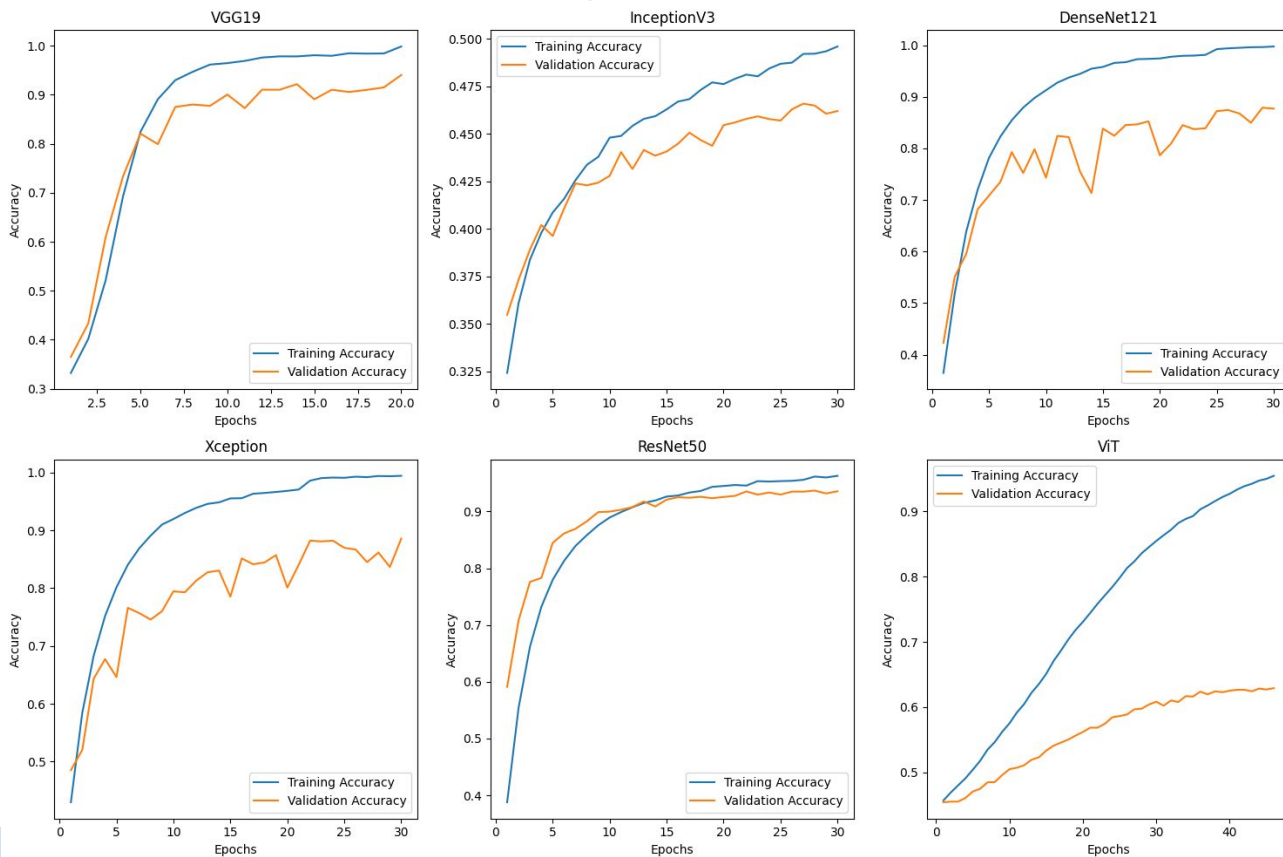 VGG19
1.0
0.9
0.8
0.7
0.6
0.5
0.4
0.3
Accuracy
Training Accuracy
Validation Accuracy
2.5 5.0 7.5 10.0 12.5 15.0 17.5 20.0
Epochs
InceptionV3
0.500
0.475
0.450
0.425
0.400
0.375
0.350
0.325
Accuracy
Training Accuracy
Validation Accuracy
0 5 10 15 20 25 30
Epochs
DenseNet121
1.0
0.9
0.8
0.7
0.6
0.5
0.4
Accuracy
Training Accuracy
Validation Accuracy
0 5 10 15 20 25 30
Epochs
Xception
1.0
0.9
0.8
0.7
0.6
0.5
Accuracy
Training Accuracy
Validation Accuracy
0 5 10 15 20 25 30
Epochs
ResNet50
0.9
0.8
0.7
0.6
0.5
0.4
Accuracy
Training Accuracy
Validation Accuracy
0 5 10 15 20 25 30
Epochs
ViT
0.9
0.8
0.7
0.6
0.5
Accuracy
Training Accuracy
Validation Accuracy
0 10 20 30 40
Epochs